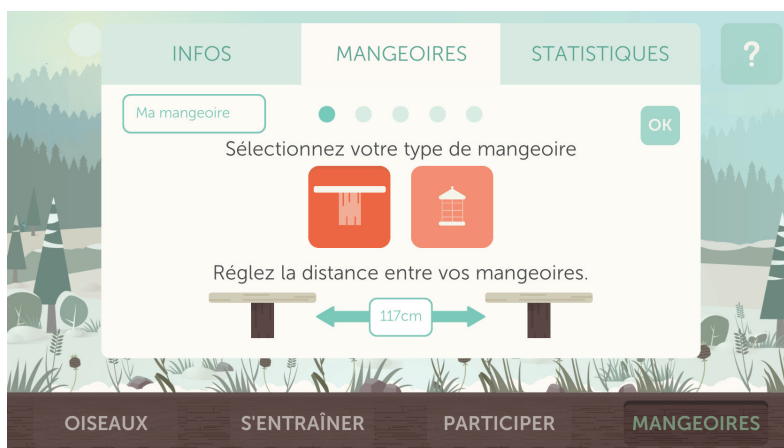 INFOS
MANGEOIRES
STATISTIQUES
?
Ma mangeoire
OK
Sélectionnez votre type de mangeoire
Réglez la distance entre vos mangeoires.
117cm
OISEAUX
S'ENTRAÎNER
PARTICIPER
MANGEOIRES